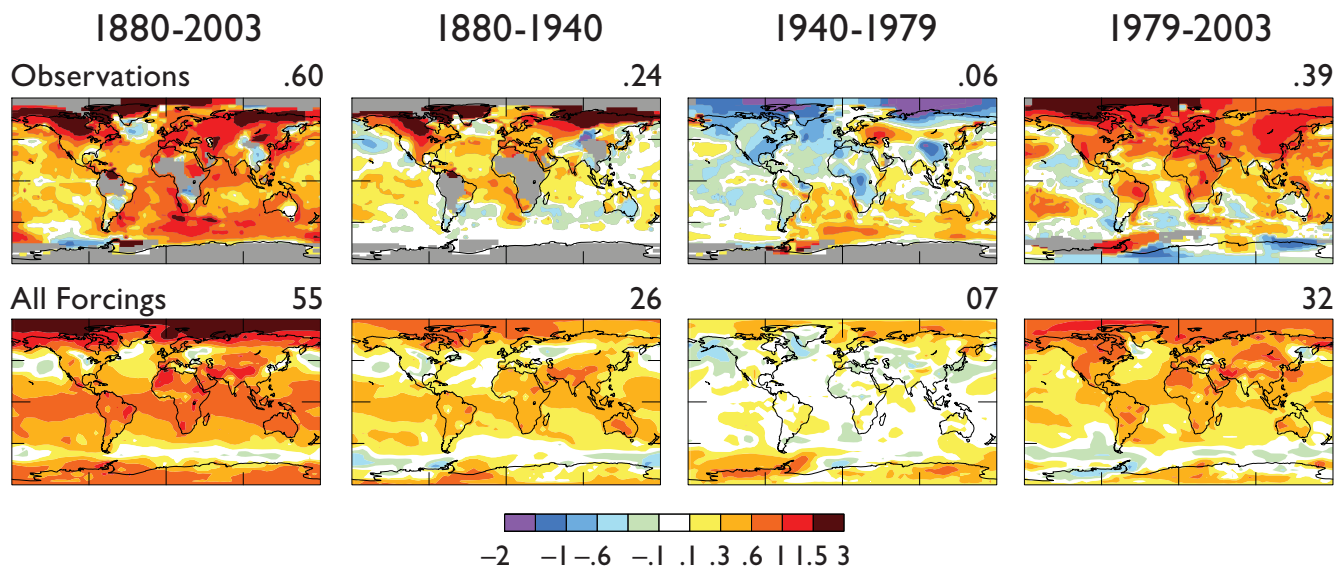 1880-2003 1880-1940 1940-1979 1979-2003
Observations .60 .24 .06 .39
All Forcings 55 26 07 32
−2 −1 −.6 −.1 .1 .3 .6 1 1.5 3